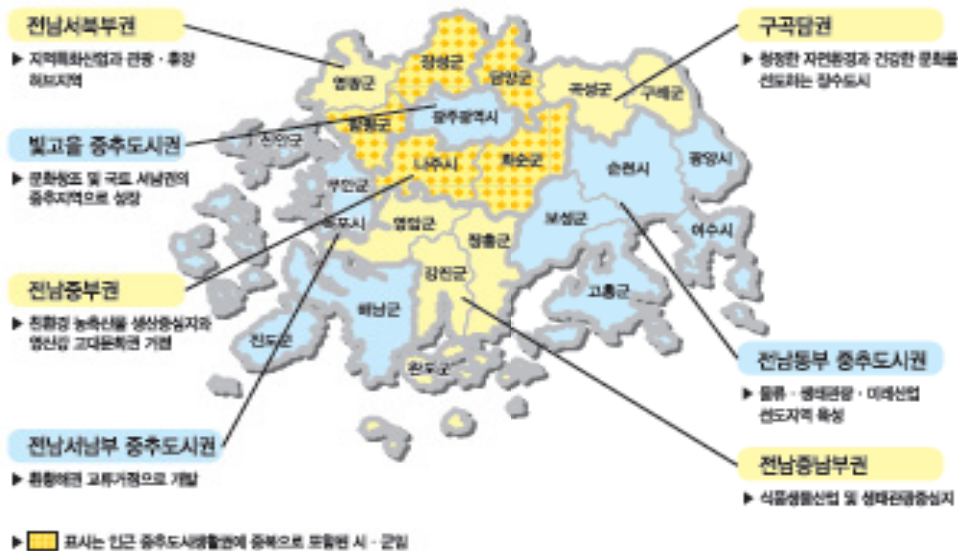 전남서북부권
▶ 지역특화산업과 관광 · 휴양
허브지역
빛고을 중추도시권
▶ 문화창조 및 국토 서남권의
중추지역으로 성장
전남중부권
▶ 친환경 농축산물 생산중심지와
영산강 고대문화권 거점
전남서남부 중추도시권
▶ 환황해권 교류거점으로 개발
구곡담권
▶ 청정한 자연환경과 건강한 문화를
선도하는 장수도시
전남동부 중추도시권
▶ 물류 · 생태관광 · 미래산업
선도지역 육성
전남중남부권
▶ 식품생물산업 및 생태관광중심지
장성군
담양군
영광군
곡성군
구례군
함평군
광주광역시
신안군
나주시
화순군
순천시
광양시
무안군
목포시
영암군
장흥군
보성군
여수시
강진군
해남군
고흥군
진도군
완도군
▶ 표시는 인근 중추도시생활권에 중복으로 포함된 시 · 군임